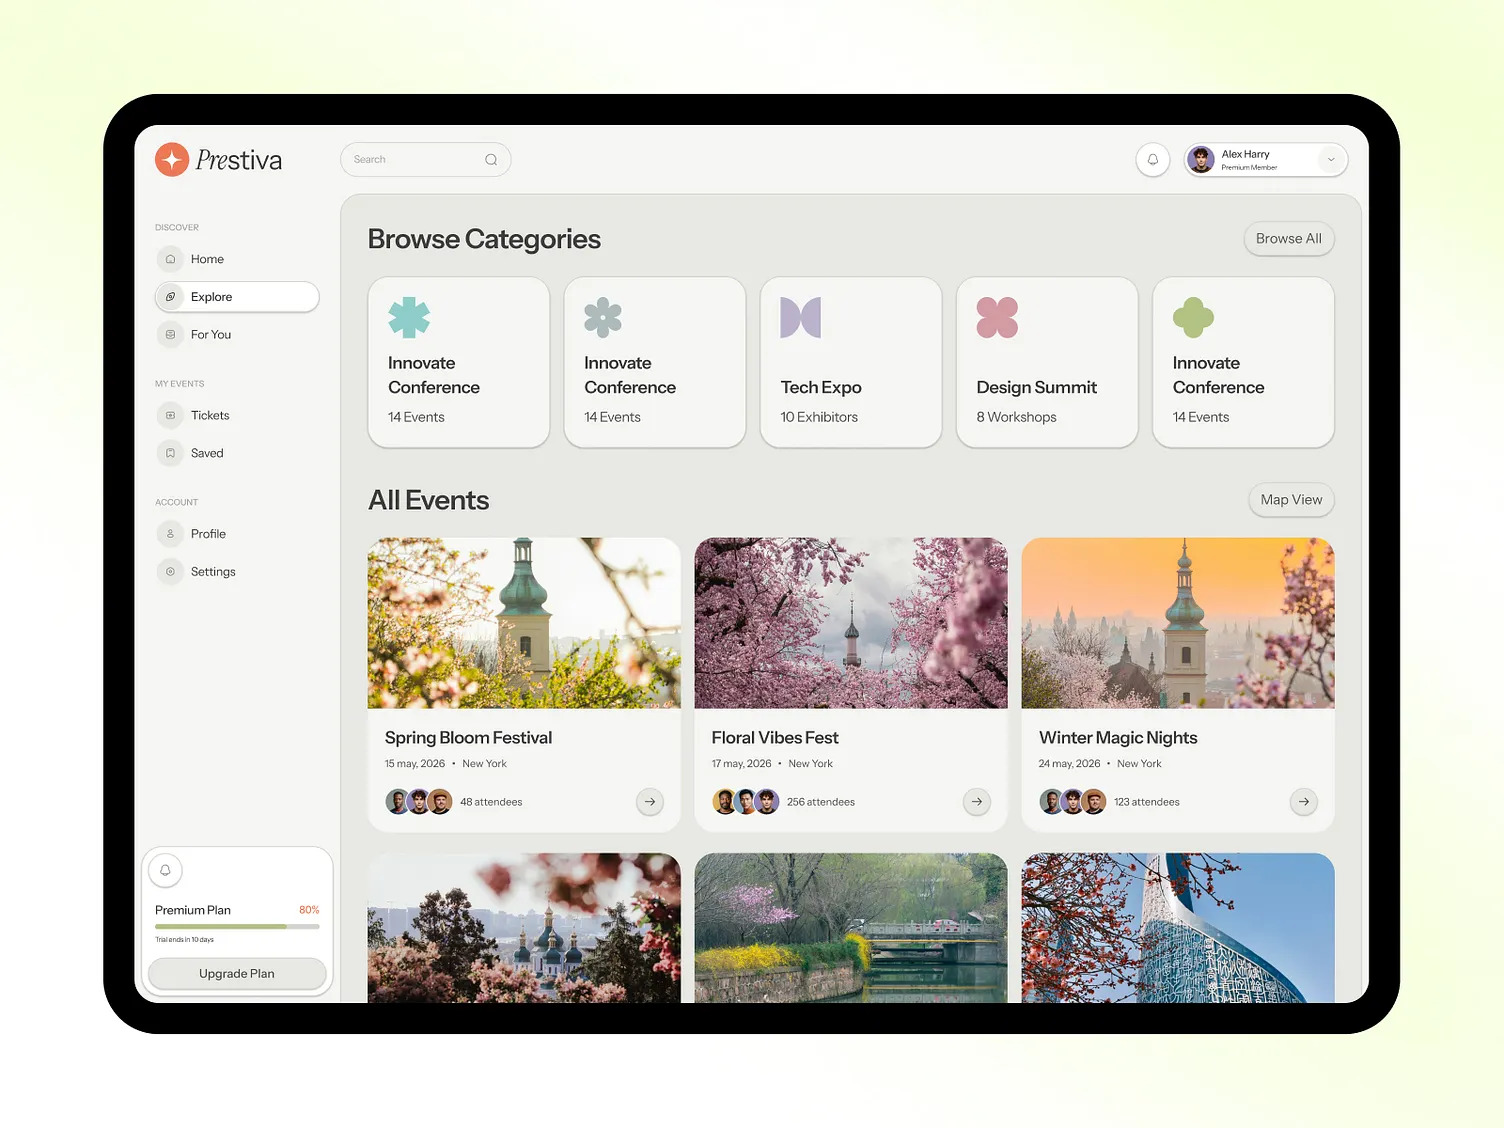 Prestiva
Search
Alex Harry
Premium Member
DISCOVER
Home
Explore
For You
MY EVENTS
Tickets
Saved
ACCOUNT
Profile
Settings
Premium Plan
80%
Trial ends in 10 days
Upgrade Plan
Browse Categories
Browse All
Innovate
Conference
14 Events
Innovate
Conference
14 Events
Tech Expo
10 Exhibitors
Design Summit
8 Workshops
Innovate
Conference
14 Events
All Events
Map View
Spring Bloom Festival
15 may, 2026 • New York
48 attendees
Floral Vibes Fest
17 may, 2026 • New York
256 attendees
Winter Magic Nights
24 may, 2026 • New York
123 attendees